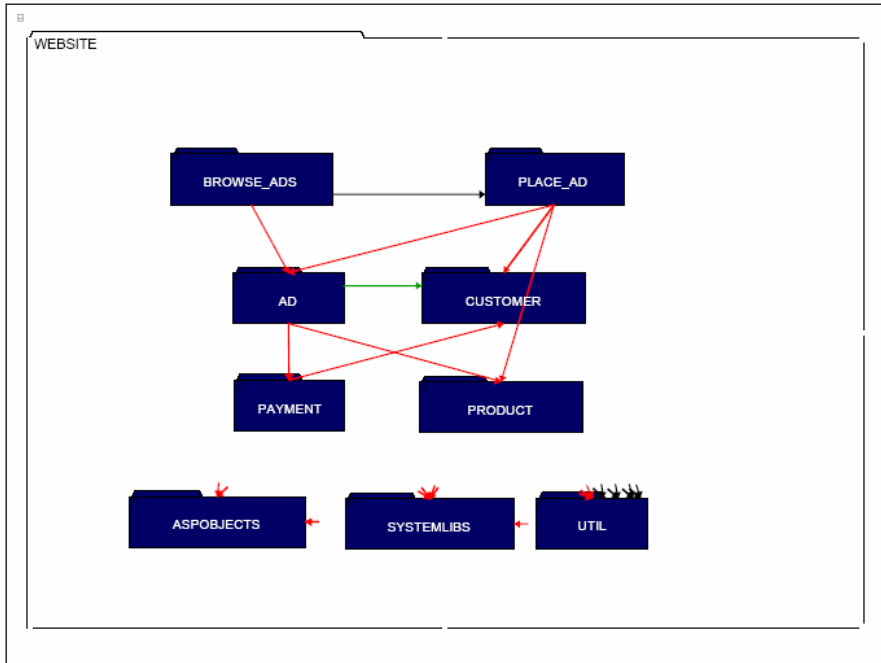 WEBSITE
BROWSE_ADS
PLACE_AD
AD
CUSTOMER
PAYMENT
PRODUCT
ASPOBJECTS
SYSTEMLIBS
UTIL